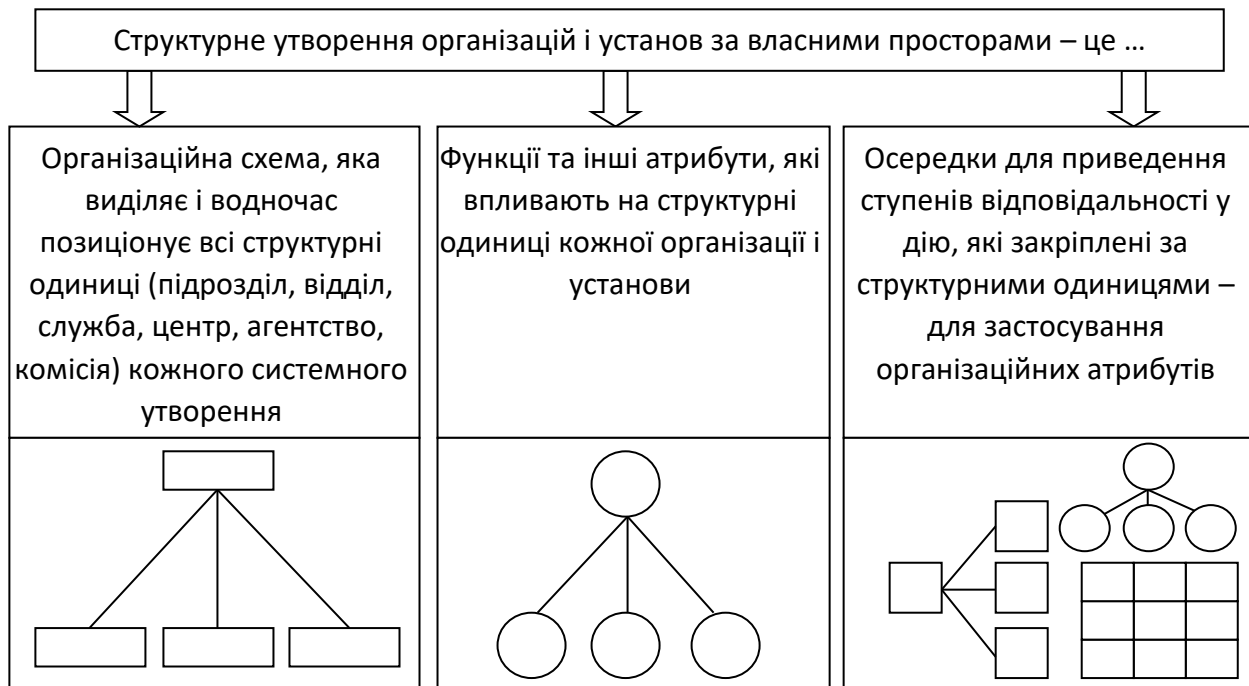 Структурне утворення організацій і установ за власними просторами – це …
Організаційна схема, яка
виділяє і водночас
позиціонує всі структурні
одиниці (підрозділ, відділ,
служба, центр, агентство,
комісія) кожного системного
утворення
Функції та інші атрибути, які
впливають на структурні
одиниці кожної організації і
установи
Осередки для приведення
ступенів відповідальності у
дію, які закріплені за
структурними одиницями –
для застосування
організаційних атрибутів